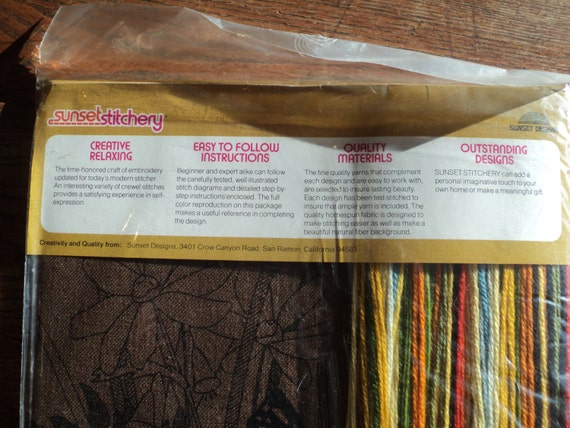 sunset stitchery
SUNSET DESIGNS
CREATIVE
RELAXING
The time-honored craft of embroidery
updated for today's modern stitcher.
An interesting variety of crewel stitches
provides a satisfying experience in self-
expression.
EASY TO FOLLOW
INSTRUCTIONS
Beginner and expert alike can follow
the carefully tested, well illustrated
stitch diagrams and detailed step-by-
step instructions enclosed. The full
color reproduction on this package
makes a useful reference in completing
the design.
QUALITY
MATERIALS
The fine quality yarns that compliment
each design and are easy to work with,
are selected to insure lasting beauty.
Each design has been test stitched to
insure that ample yarn is included. The
quality homespun fabric is designed to
make stitching easier as well as make a
beautiful natural fiber background.
OUTSTANDING
DESIGNS
SUNSET STITCHERY can add a
personal imaginative touch to your
own home or make a meaningful gift.
Creativity and Quality from: Sunset Designs, 3401 Crow Canyon Road, San Ramon, California 94583